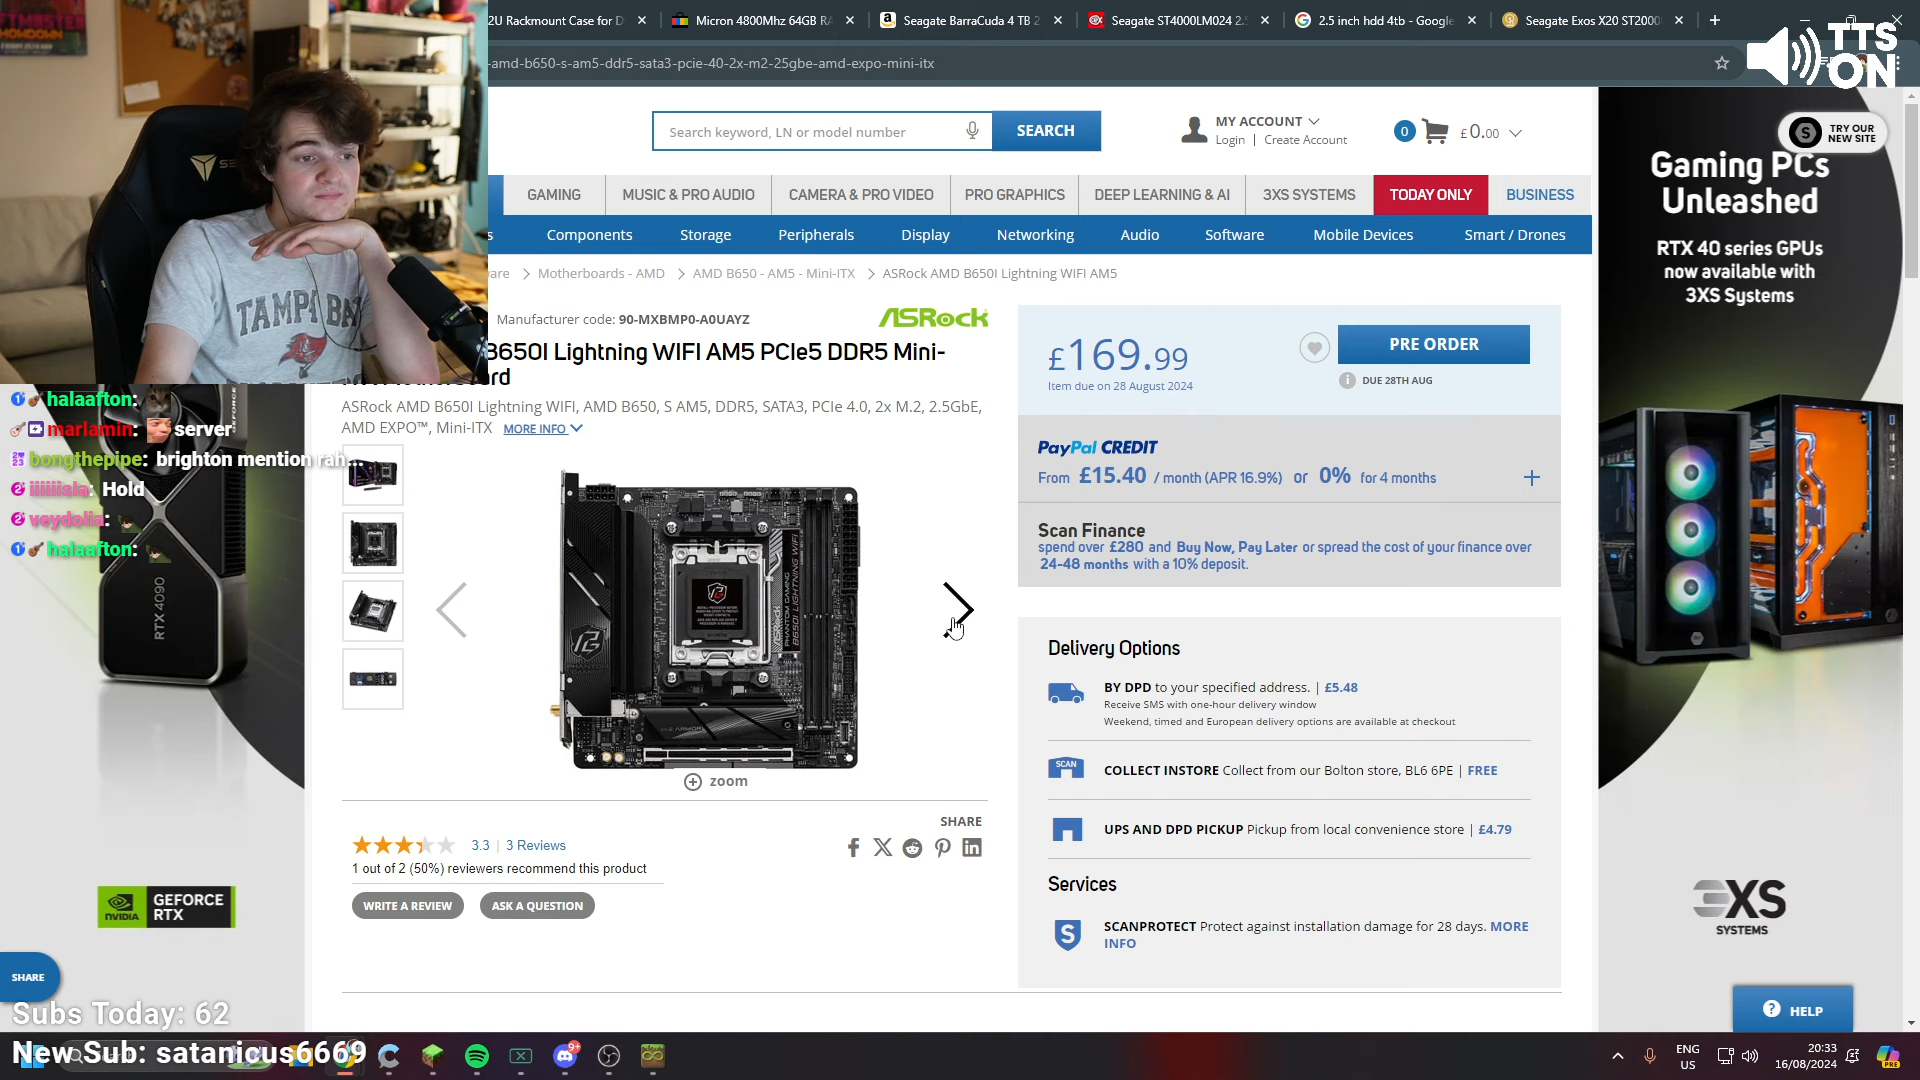 2U Rackmount Case for D
Micron 4800Mhz 64GB RA
Seagate BarraCuda 4 TB 2
Seagate ST4000LM024 2.5
2.5 inch hdd 4tb - Google
Seagate Exos X20 ST2000
TTS
ON
-amd-b650-s-am5-ddr5-sata3-pcie-40-2x-m2-25gbe-amd-expo-mini-itx
Search keyword, LN or model number
SEARCH
MY ACCOUNT
Login | Create Account
0
£0.00
TRY OUR
NEW SITE
GAMING
MUSIC & PRO AUDIO
CAMERA & PRO VIDEO
PRO GRAPHICS
DEEP LEARNING & AI
3XS SYSTEMS
TODAY ONLY
BUSINESS
Components
Storage
Peripherals
Display
Networking
Audio
Software
Mobile Devices
Smart / Drones
Motherboards - AMD > AMD B650 - AM5 - Mini-ITX > ASRock AMD B650I Lightning WIFI AM5
Gaming PCs
Unleashed
RTX 40 series GPUs
now available with
3XS Systems
TAMPA BA
Manufacturer code: 90-MXBMP0-A0UAYZ
ASRock
B650I Lightning WIFI AM5 PCIe5 DDR5 Mini-
ASRock AMD B650I Lightning WIFI, AMD B650, S AM5, DDR5, SATA3, PCIe 4.0, 2x M.2, 2.5GbE,
AMD EXPO™, Mini-ITX MORE INFO
£169.99
Item due on 28 August 2024
PRE ORDER
DUE 28TH AUG
PayPal CREDIT
From £15.40 / month (APR 16.9%) or 0% for 4 months
Scan Finance
spend over £280 and Buy Now, Pay Later or spread the cost of your finance over
24-48 months with a 10% deposit.
halaafton:
marlamin: server
bongthepipe: brighton mention rah...
iiiiiisla: Hold
veydolia:
halaafton:
RTX 4090
B650I LIGHTNING WIFI
zoom
Delivery Options
BY DPD to your specified address. | £5.48
Receive SMS with one-hour delivery window
Weekend, timed and European delivery options are available at checkout
SCAN
COLLECT INSTORE Collect from our Bolton store, BL6 6PE | FREE
UPS AND DPD PICKUP Pickup from local convenience store | £4.79
Services
SCANPROTECT Protect against installation damage for 28 days. MORE
INFO
SHARE
3.3 | 3 Reviews
1 out of 2 (50%) reviewers recommend this product
WRITE A REVIEW
ASK A QUESTION
NVIDIA
GEFORCE
RTX
3XS
SYSTEMS
SHARE
HELP
Subs Today: 62
New Sub: satanicus6669
9+
ENG
US
20:33
16/08/2024
PRE